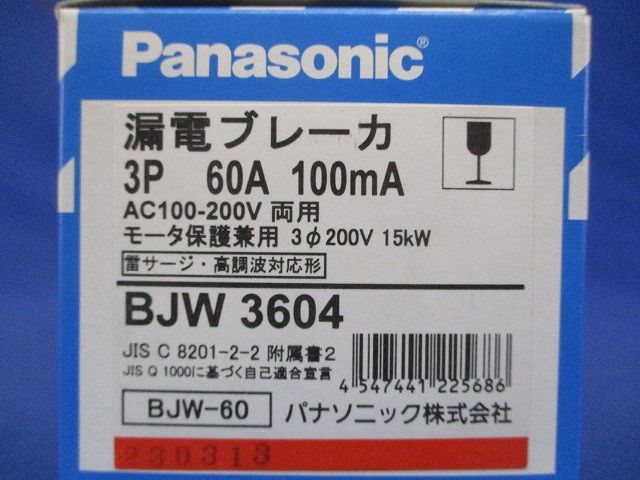 Panasonic®
漏電ブレーカ
3P 60A 100mA
AC100-200V 両用
モータ保護兼用 3φ200V 15kW
雷サージ・高調波対応形
BJW 3604
JIS C 8201-2-2 附属書2
JIS Q 1000に基づく自己適合宣言
4 547441 225686
BJW-60
パナソニック株式会社
230313